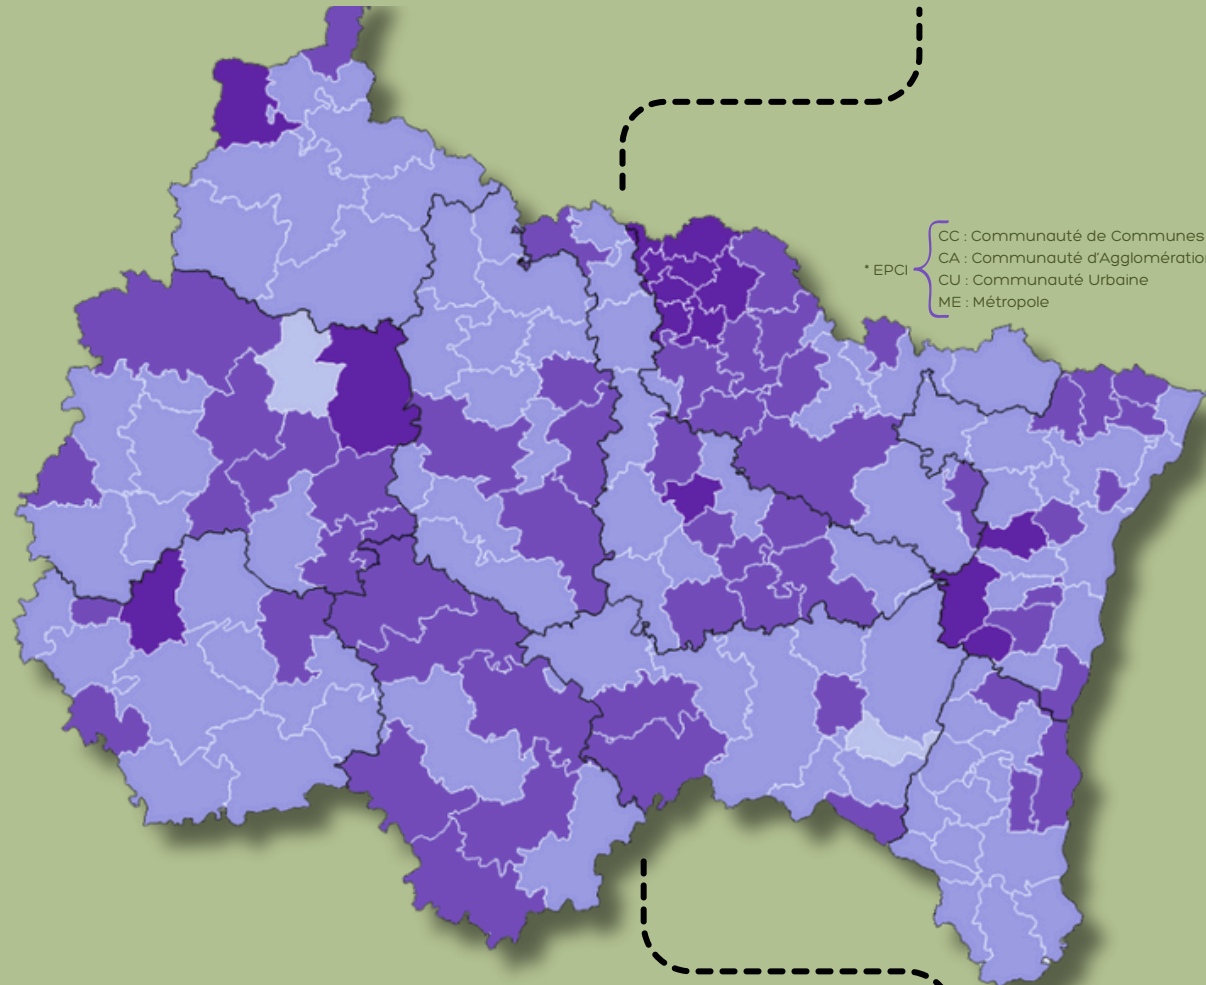 CC : Communauté de Communes
CA : Communauté d'Agglomération
* EPCI
CU : Communauté Urbaine
ME : Métropole